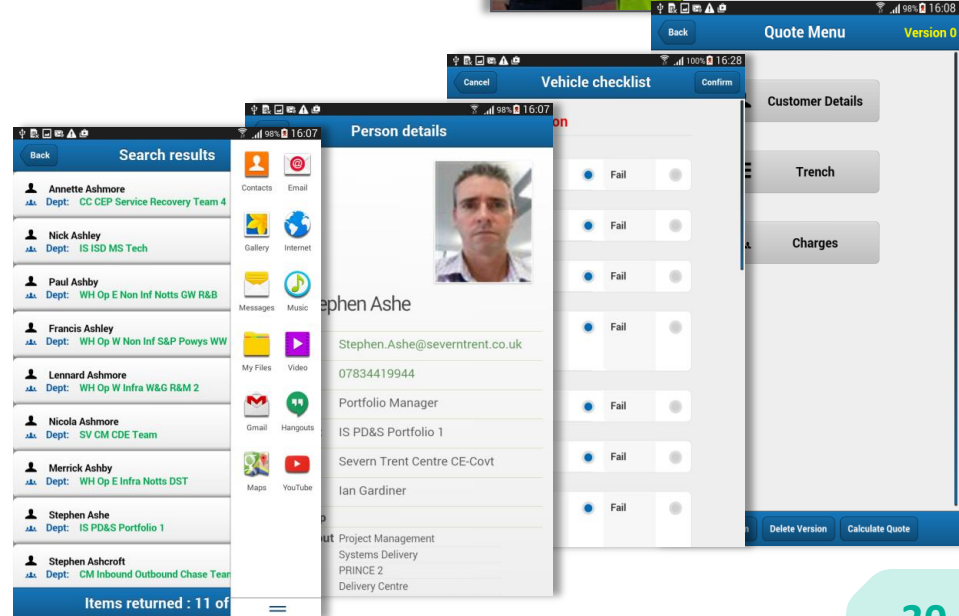 98% 16:07
Back Search results
Annette Ashmore
Dept: CC CEP Service Recovery Team 4
Nick Ashley
Dept: IS ISD MS Tech
Paul Ashby
Dept: WH Op E Non Inf Notts GW R&B
Francis Ashley
Dept: WH Op W Non Inf S&P Powys WW
Lennard Ashmore
Dept: WH Op W Infra W&G R&M 2
Nicola Ashmore
Dept: SV CM CDE Team
Merrick Ashby
Dept: WH Op E Infra Notts DST
Stephen Ashe
Dept: IS PD&S Portfolio 1
Stephen Ashcroft
Dept: CM Inbound Outbound Chase
Items returned : 11 of
Contacts Email
Gallery Internet
Messages Music
My Files Video
Gmail Hangouts
Maps YouTube
98% 16:07
Person details
Ashe
Stephen.Ashe@severntrent.co.uk
07834419944
Portfolio Manager
IS PD&S Portfolio 1
Severn Trent Centre CE-Covt
Ian Gardiner
Project Management
Systems Delivery
PRINCE 2
Delivery Centre
100% 16:28
Cancel Vehicle checklist Confirm
Fail
Fail
Fail
Fail
Fail
Fail
Fail
98% 16:08
Back Quote Menu Version 0
Customer Details
Trench
Charges
Delete Version Calculate Quote